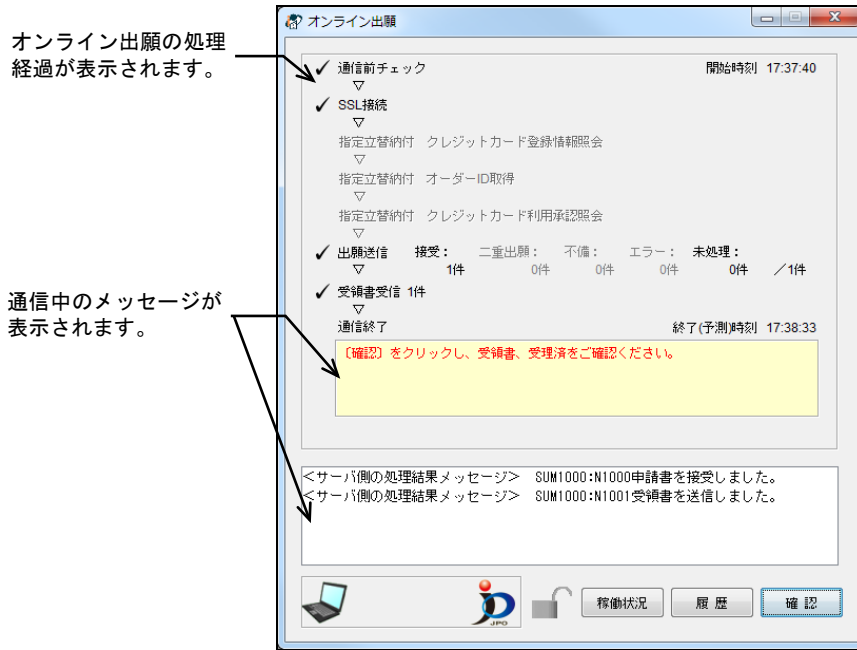 オンライン出願
オンライン出願の処理
経過が表示されます。
通信前チェック 開始時刻 17:37:40
▽
SSL接続
▽
指定立替納付 クレジットカード登録情報照会
▽
指定立替納付 オーダーID取得
▽
指定立替納付 クレジットカード利用承認照会
▽
出願送信 接受： 二重出願： 不備： エラー： 未処理：
▽ 1件 0件 0件 0件 0件 ／1件
受領書受信 1件
▽
通信終了 終了(予測)時刻 17:38:33
通信中のメッセージが
表示されます。
〔確認〕をクリックし、受領書、受理済をご確認ください。
＜サーバ側の処理結果メッセージ＞ SUM1000:N1000申請書を接受しました。
＜サーバ側の処理結果メッセージ＞ SUM1000:N1001受領書を送信しました。
JPO
稼働状況 履歴 確認